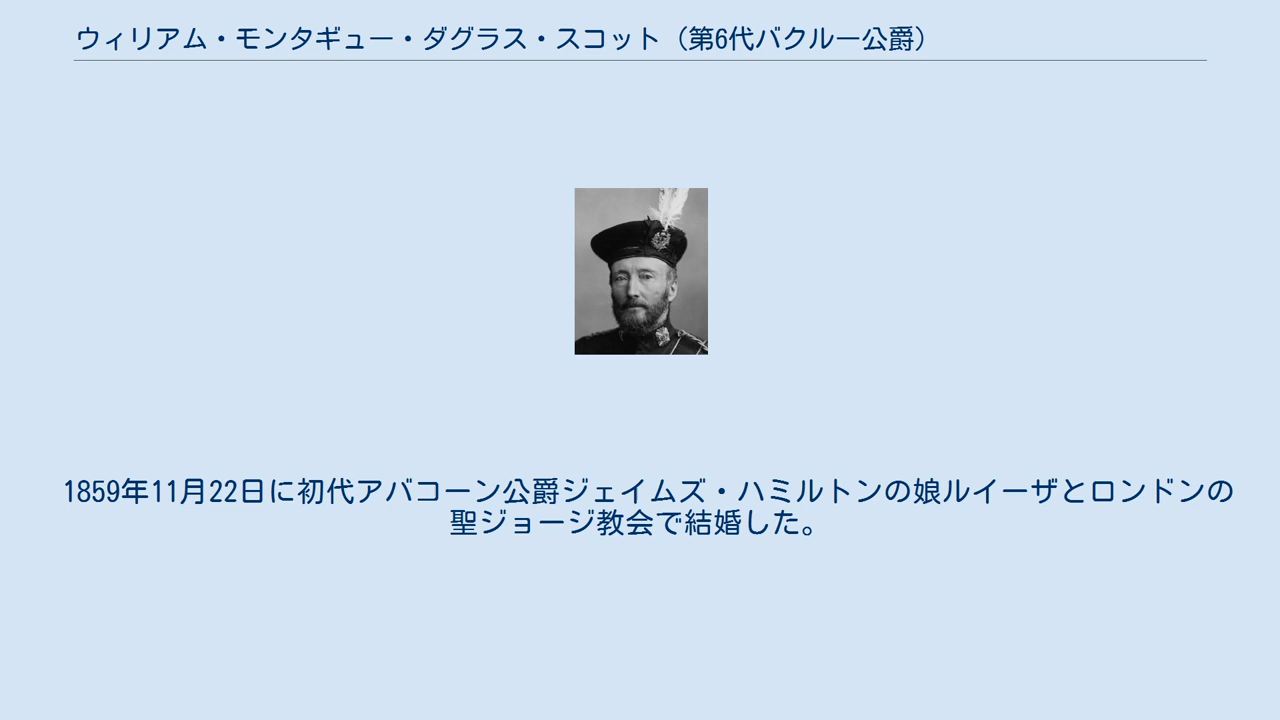 ウィリアム・モンタギュー・ダグラス・スコット（第6代バクルー公爵）
1859年11月22日に初代アバコーン公爵ジェイムズ・ハミルトンの娘ルイーザとロンドンの
聖ジョージ教会で結婚した。